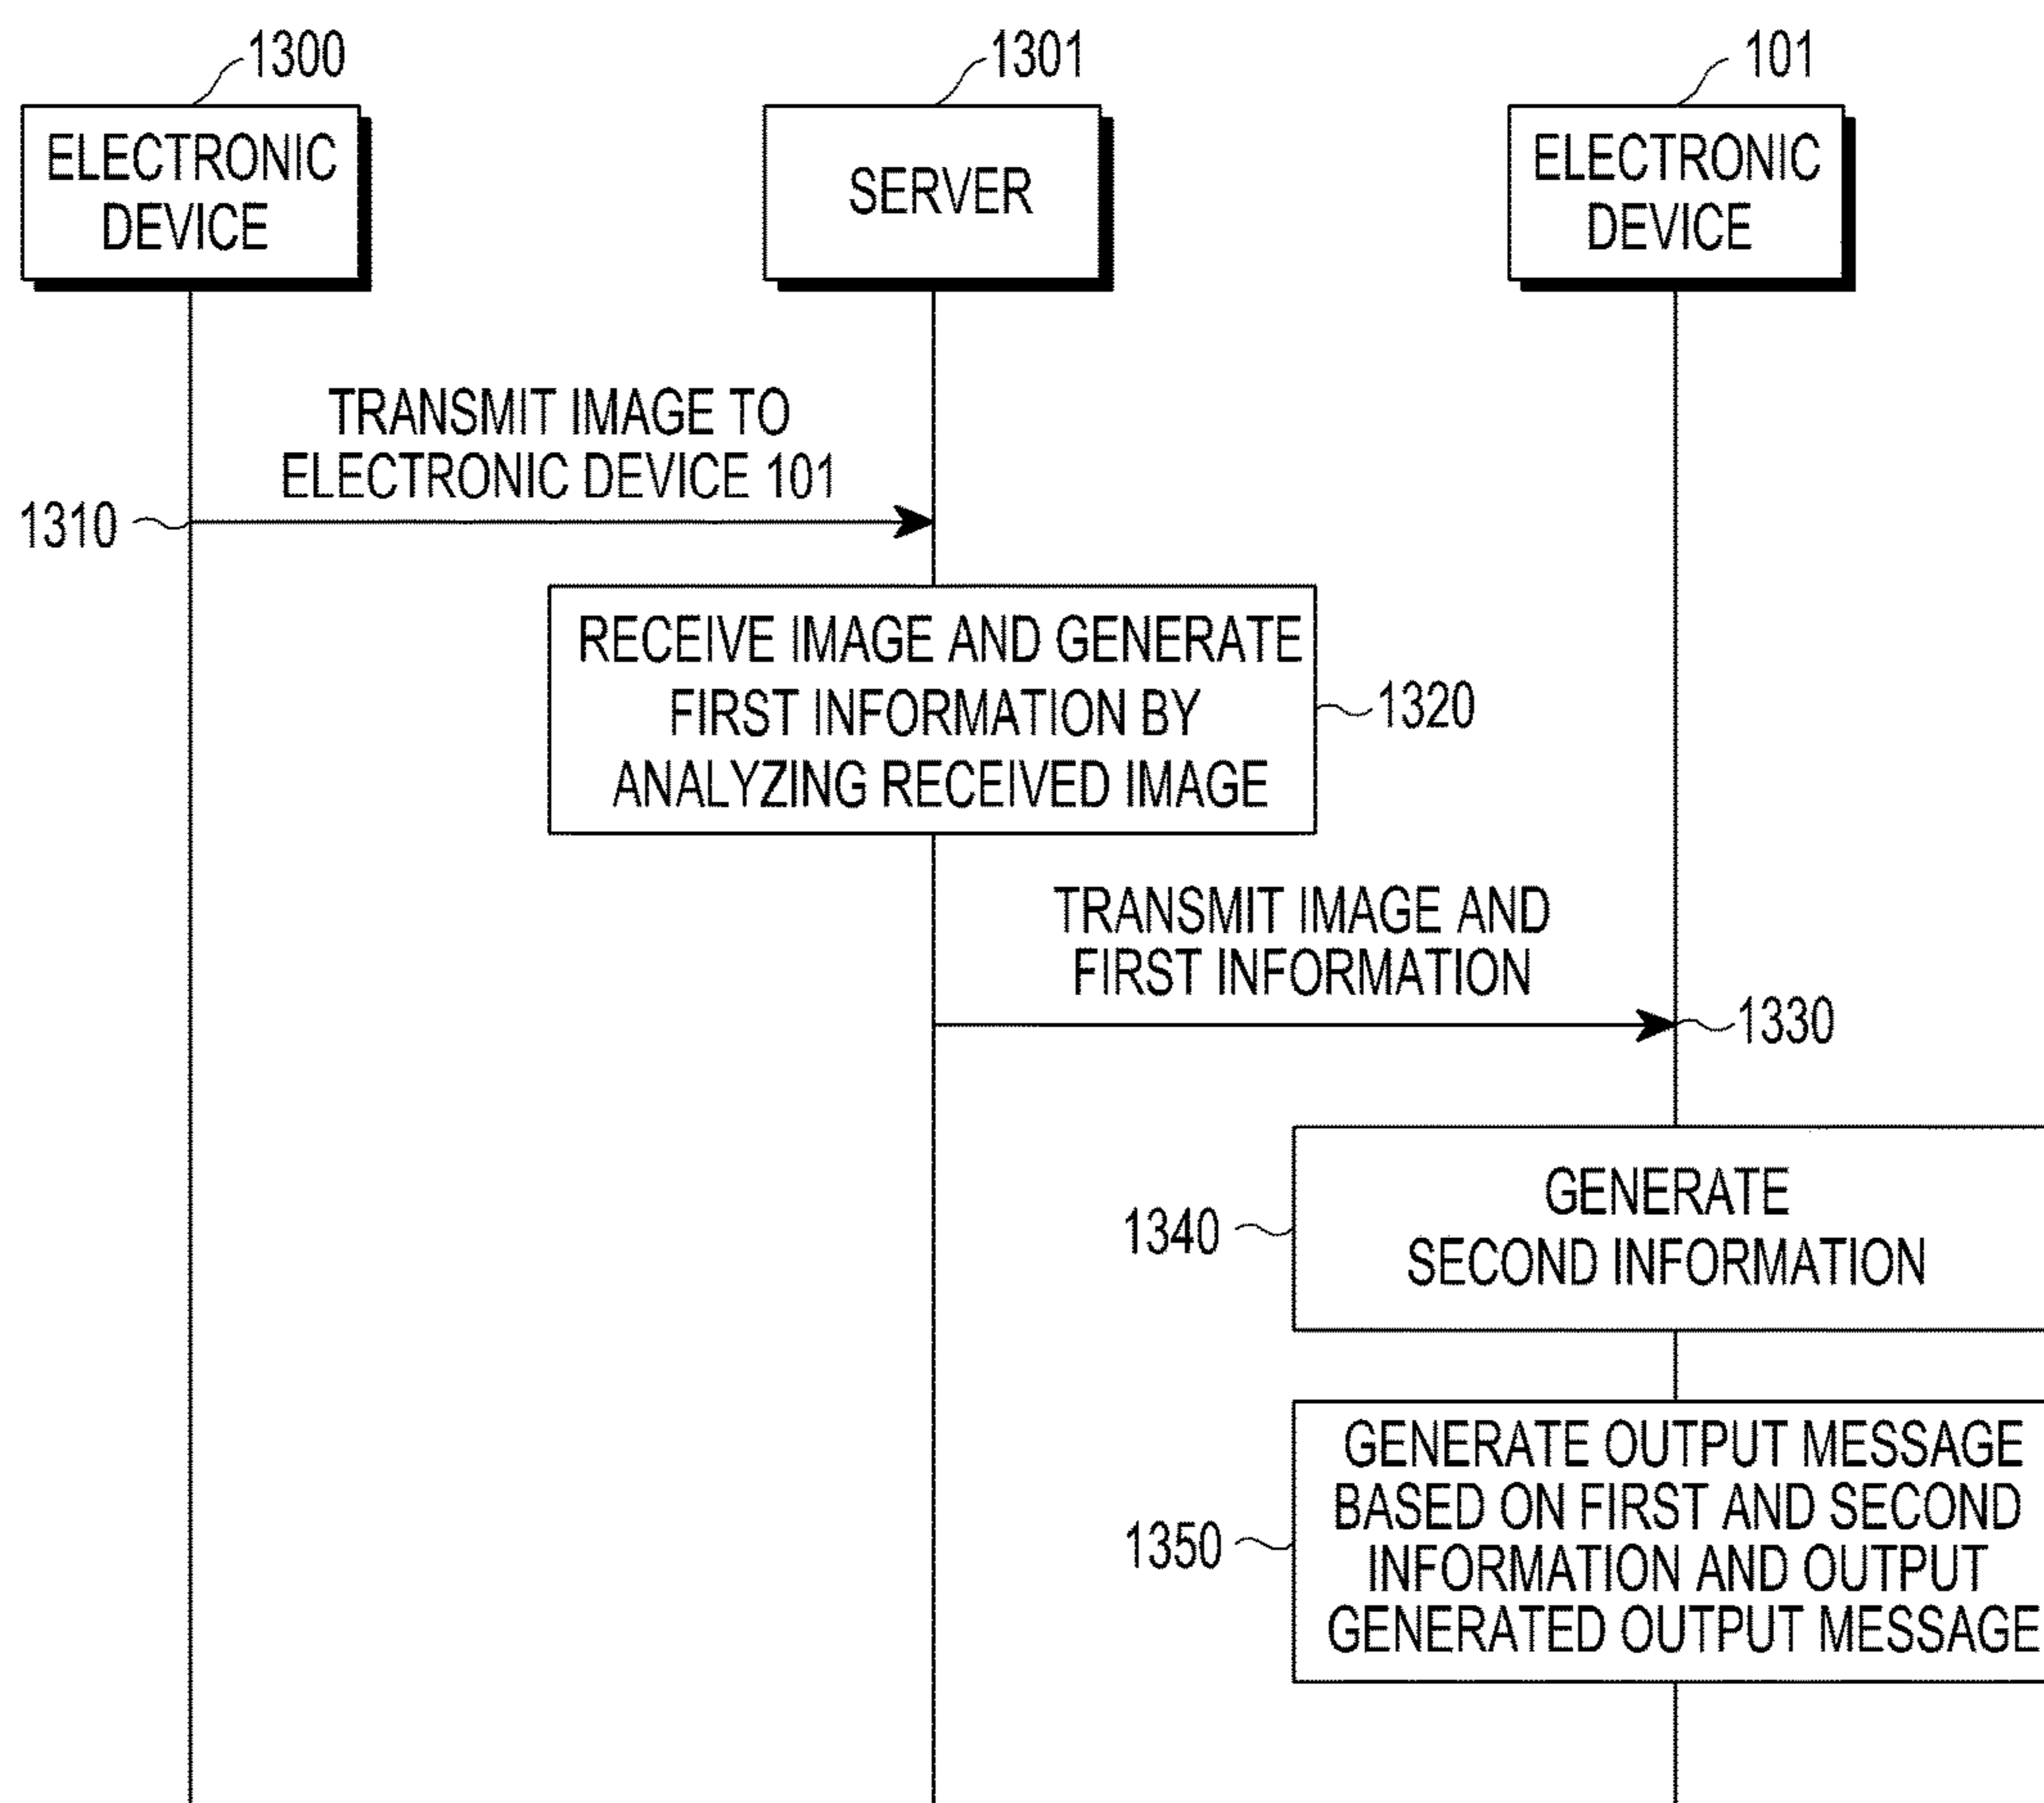 1300
1301
101
ELECTRONIC
DEVICE
SERVER
ELECTRONIC
DEVICE
TRANSMIT IMAGE TO
ELECTRONIC DEVICE 101
1310
RECEIVE IMAGE AND GENERATE
FIRST INFORMATION BY
ANALYZING RECEIVED IMAGE
1320
TRANSMIT IMAGE AND
FIRST INFORMATION
1330
GENERATE
SECOND INFORMATION
1340
GENERATE OUTPUT MESSAGE
BASED ON FIRST AND SECOND
INFORMATION AND OUTPUT
GENERATED OUTPUT MESSAGE
1350